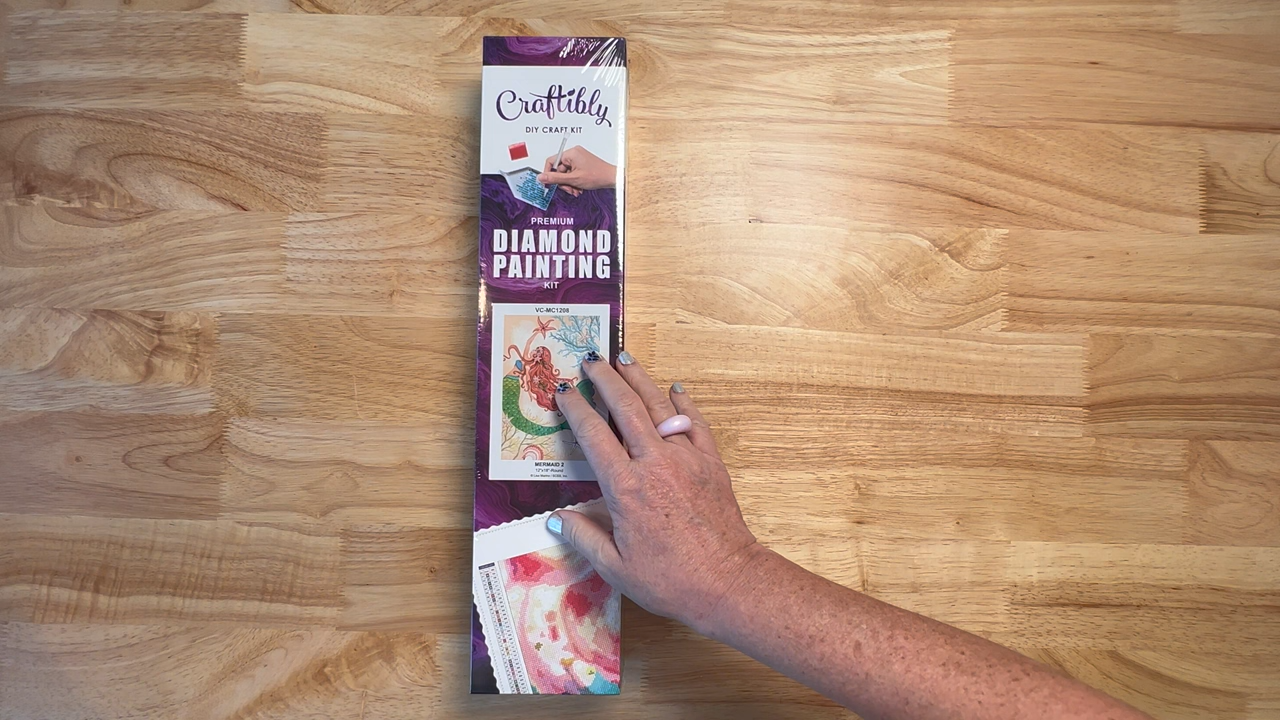 Craftibly
DIY CRAFT KIT
PREMIUM
DIAMOND
PAINTING
KIT
VC-MC1208
MERMAID 2